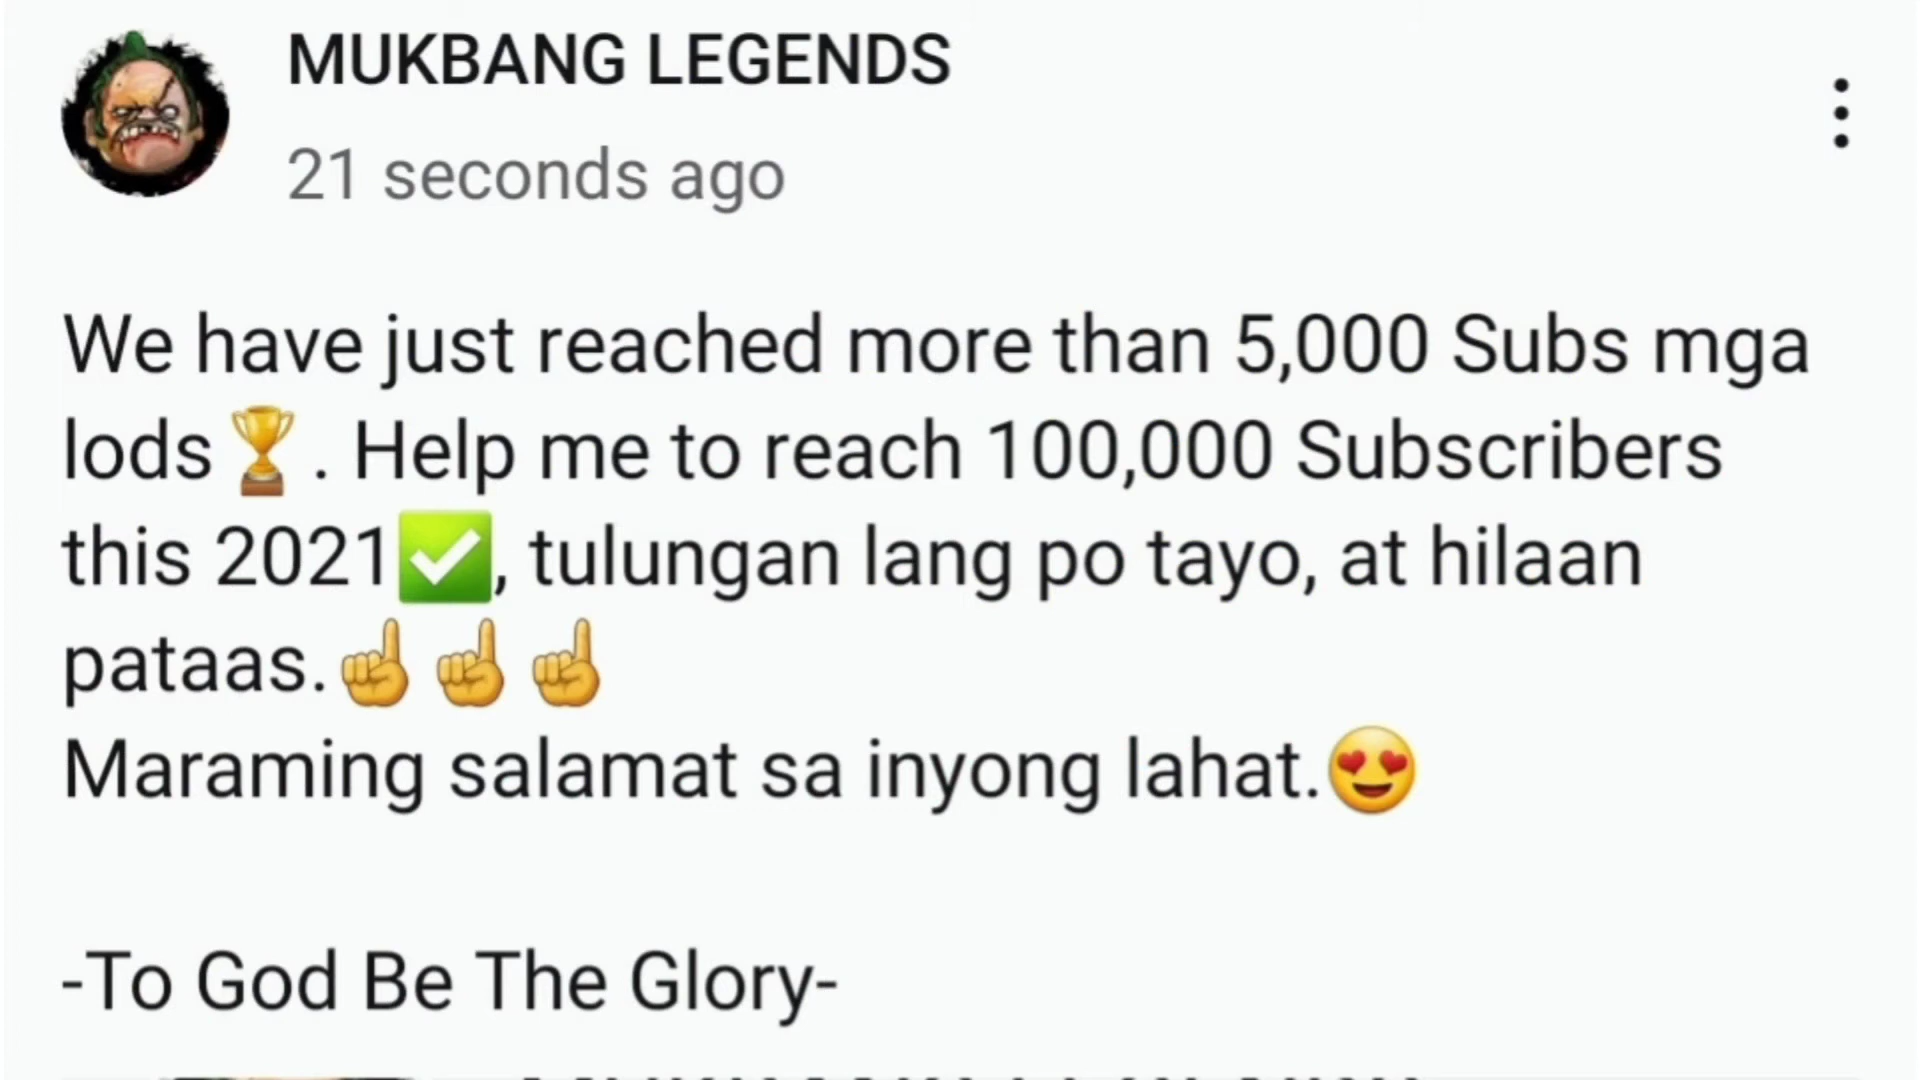 MUKBANG LEGENDS
21 seconds ago
We have just reached more than 5,000 Subs mga
lods🏆. Help me to reach 100,000 Subscribers
this 2021✅, tulungan lang po tayo, at hilaan
pataas.☝️☝️☝️
Maraming salamat sa inyong lahat.😍
-To God Be The Glory-